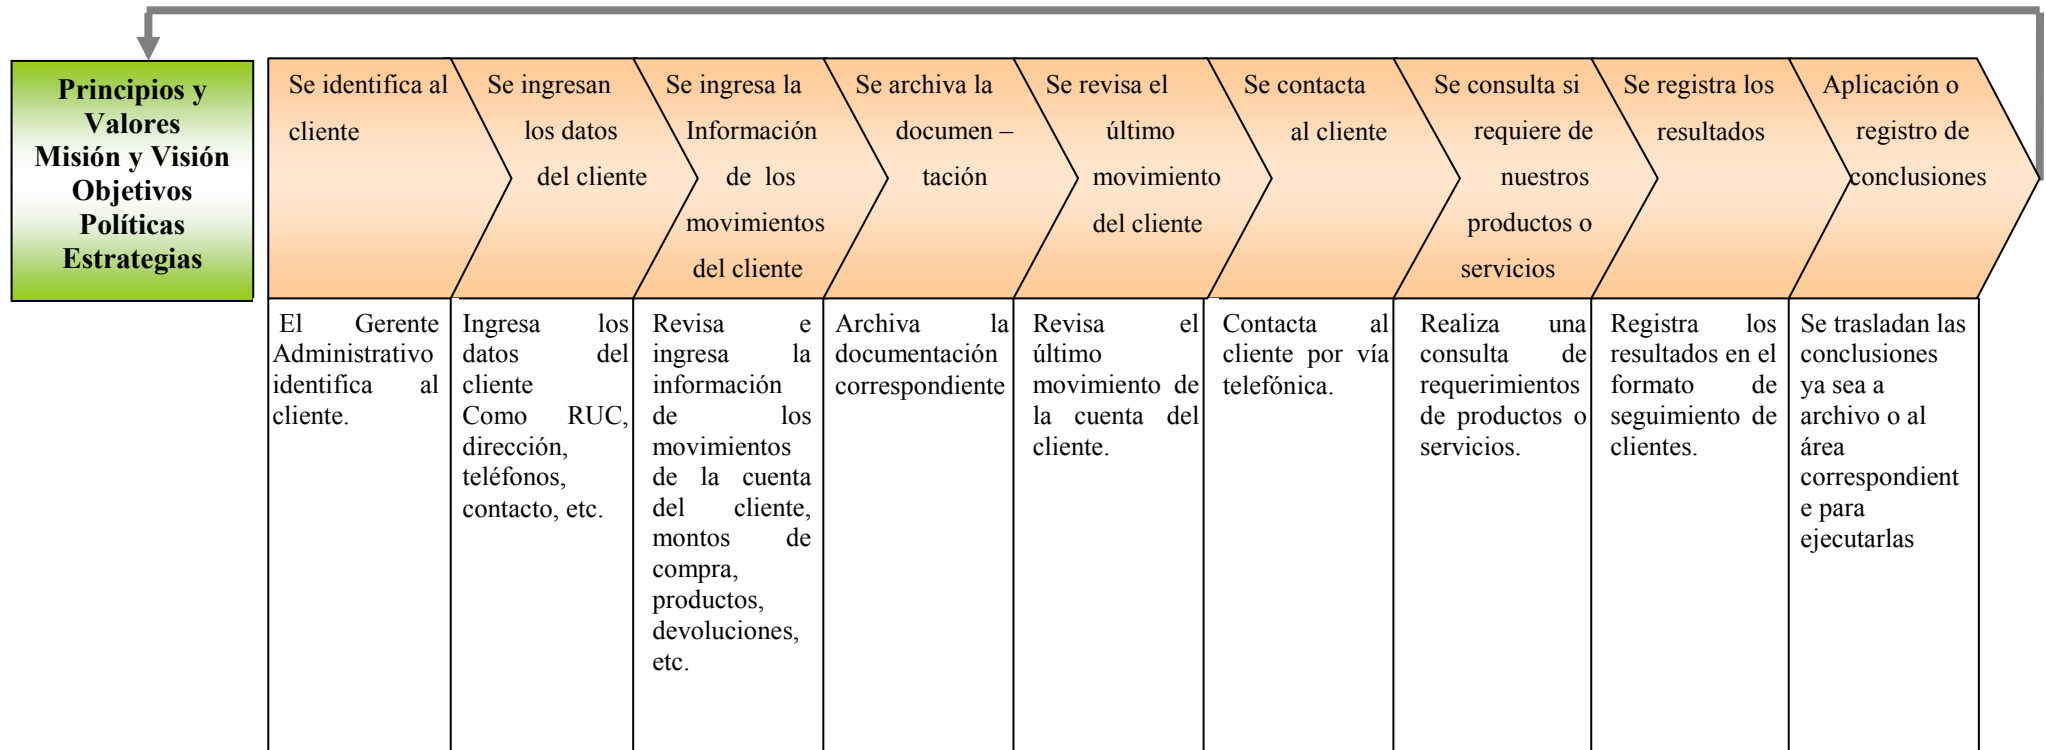 Principios y
Valores
Misión y Visión
Objetivos
Políticas
Estrategias
Se identifica al
cliente
Se ingresan
los datos
del cliente
Se ingresa la
Información
de los
movimientos
del cliente
Se archiva la
documen –
tación
Se revisa el
último
movimiento
del cliente
Se contacta
al cliente
Se consulta si
requiere de
nuestros
productos o
servicios
Se registra los
resultados
Aplicación o
registro de
conclusiones
El Gerente
Administrativo
identifica al
cliente.
Ingresa los
datos del
cliente
Como RUC,
dirección,
teléfonos,
contacto, etc.
Revisa e
ingresa la
información
de los
movimientos
de la cuenta
del cliente,
montos de
compra,
productos,
devoluciones,
etc.
Archiva la
documentación
correspondiente
Revisa el
último
movimiento de
la cuenta del
cliente.
Contacta al
cliente por vía
telefónica.
Realiza una
consulta de
requerimientos
de productos o
servicios.
Registra los
resultados en el
formato de
seguimiento de
clientes.
Se trasladan las
conclusiones
ya sea a
archivo o al
área
correspondient
e para
ejecutarlas